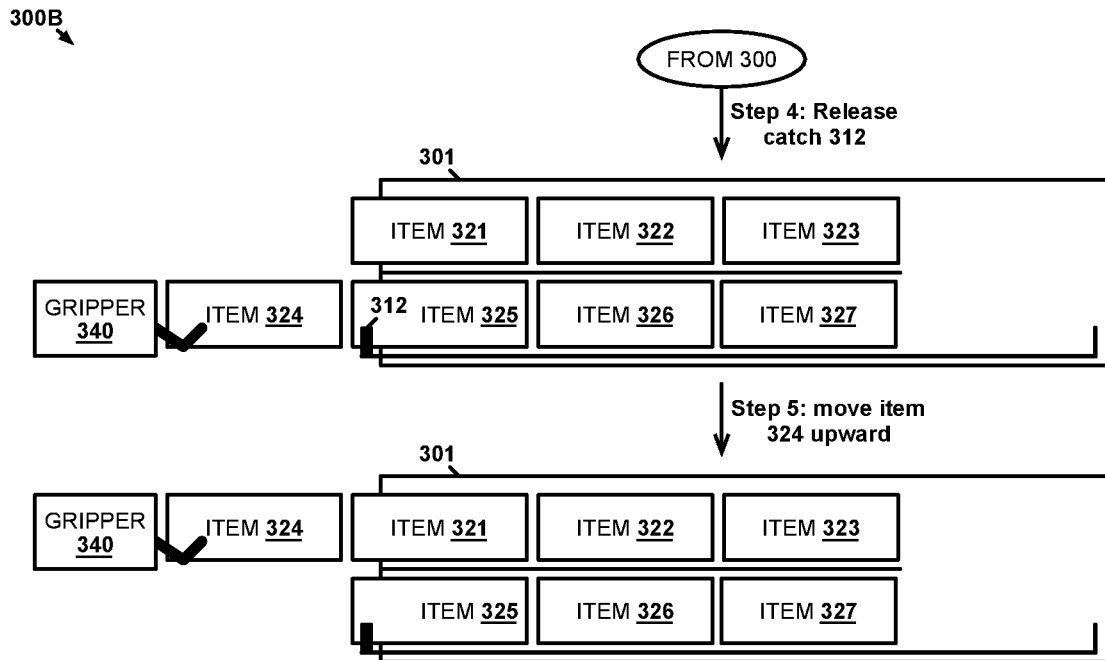 300B
FROM 300
Step 4: Release
catch 312
301
ITEM 321
ITEM 322
ITEM 323
GRIPPER
340
ITEM 324
312
ITEM 325
ITEM 326
ITEM 327
Step 5: move item
324 upward
301
GRIPPER
340
ITEM 324
ITEM 321
ITEM 322
ITEM 323
ITEM 325
ITEM 326
ITEM 327